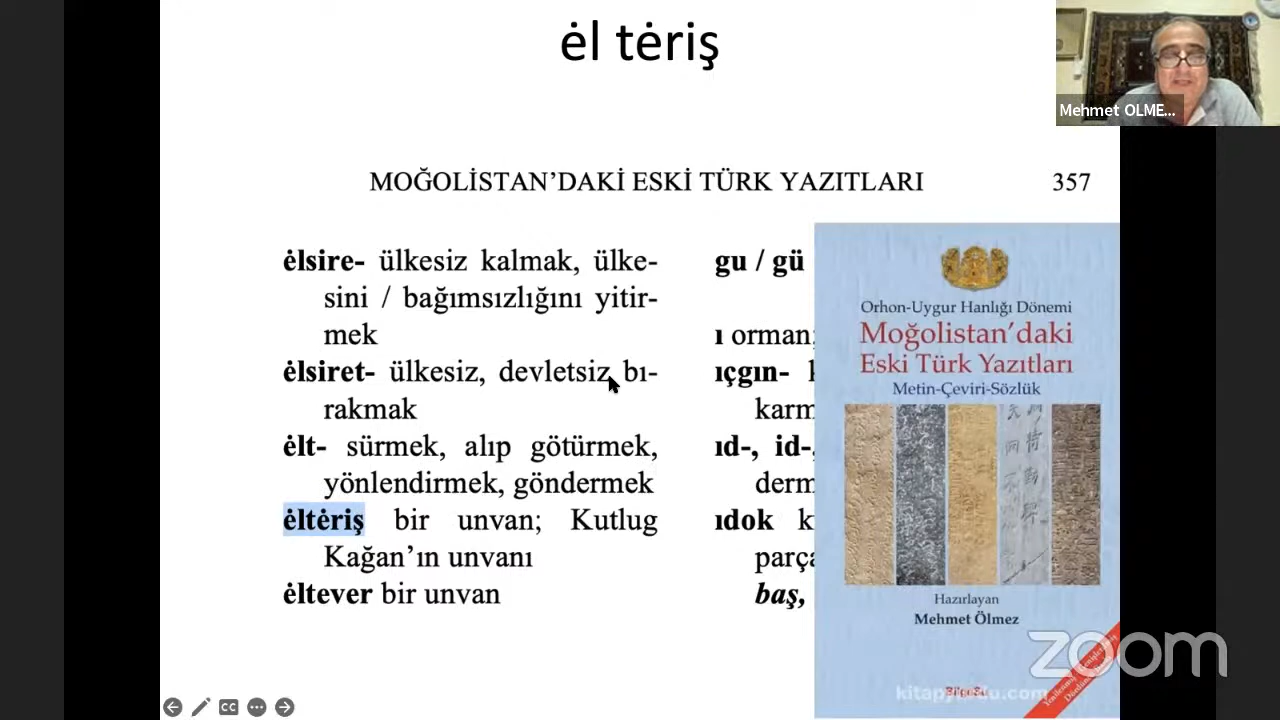 ėl tėriş
Mehmet OLME...
MOĞOLİSTAN’DAKİ ESKİ TÜRK YAZITLARI 357
ėlsire- ülkesiz kalmak, ülke-
sini / bağımsızlığını yitir-
mek
ėlsiret- ülkesiz, devletsiz bı-
rakmak
ėlt- sürmek, alıp götürmek,
yönlendirmek, göndermek
ėltėriş bir unvan; Kutlug
Kağan’ın unvanı
ėltever bir unvan
gu / gü
ı orman;
ıçgın-
karm
ıd-, id-,
derm
ıdok
parça
baş,
Orhon-Uygur Hanlığı Dönemi
Moğolistan’daki
Eski Türk Yazıtları
Metin-Çeviri-Sözlük
Hazırlayan
Mehmet Ölmez
zoom
CC